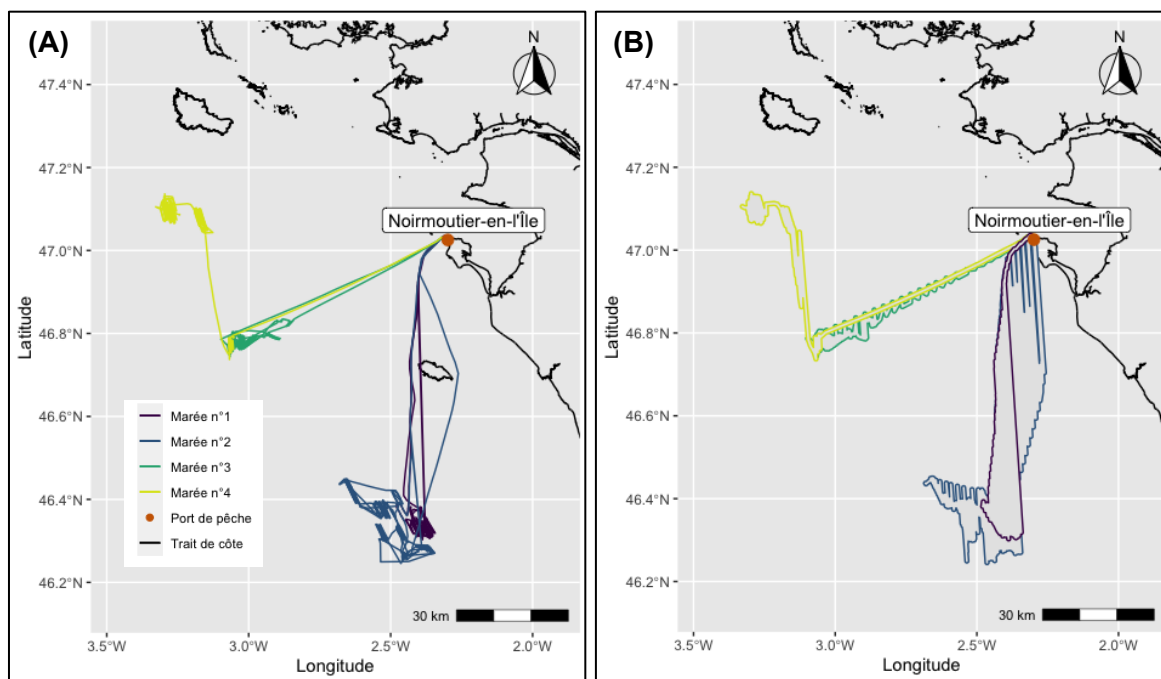 (A)
N
47.4°N
47.2°N
47.0°N
46.8°N
46.6°N
46.4°N
46.2°N
Latitude
Noirmoutier-en-l'Île
Marée n°1
Marée n°2
Marée n°3
Marée n°4
Port de pêche
Trait de côte
30 km
3.5°W
3.0°W
2.5°W
2.0°W
Longitude
(B)
N
47.4°N
47.2°N
47.0°N
46.8°N
46.6°N
46.4°N
46.2°N
Latitude
Noirmoutier-en-l'Île
30 km
3.5°W
3.0°W
2.5°W
2.0°W
Longitude